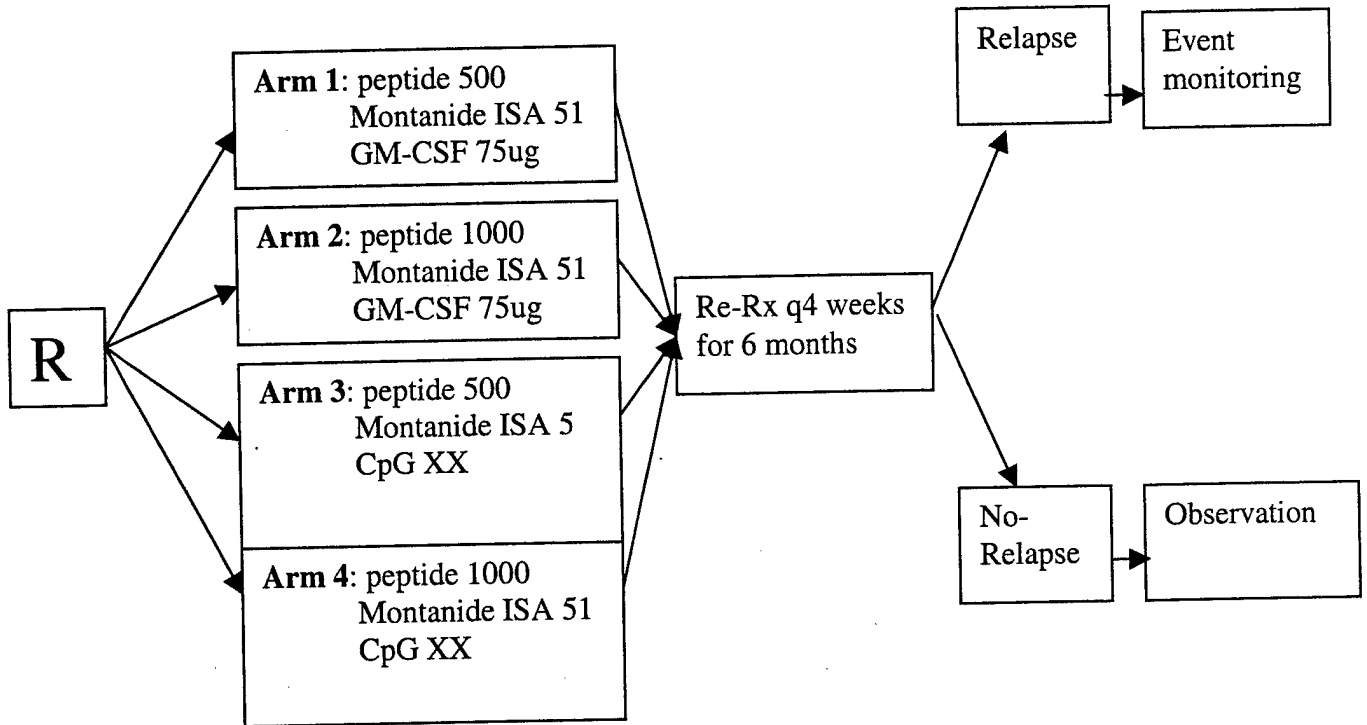 R
Arm 1: peptide 500
Montanide ISA 51
GM-CSF 75ug
Arm 2: peptide 1000
Montanide ISA 51
GM-CSF 75ug
Arm 3: peptide 500
Montanide ISA 5
CpG XX
Arm 4: peptide 1000
Montanide ISA 51
CpG XX
Re-Rx q4 weeks
for 6 months
Relapse
Event
monitoring
No-
Relapse
Observation